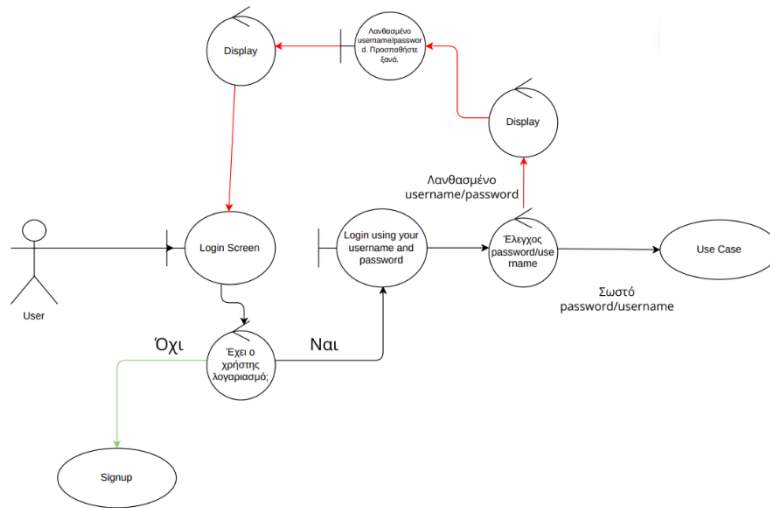 Λανθασμένο
username/passwor
d. Προσπαθήστε
ξανά.
Display
Display
Λανθασμένο
username/password
User
Login Screen
Login using your
username and
password
Έλεγχος
password/use
rname
Use Case
Σωστό
password/username
Όχι
Έχει ο
χρήστης
λογαριασμό;
Ναι
Signup